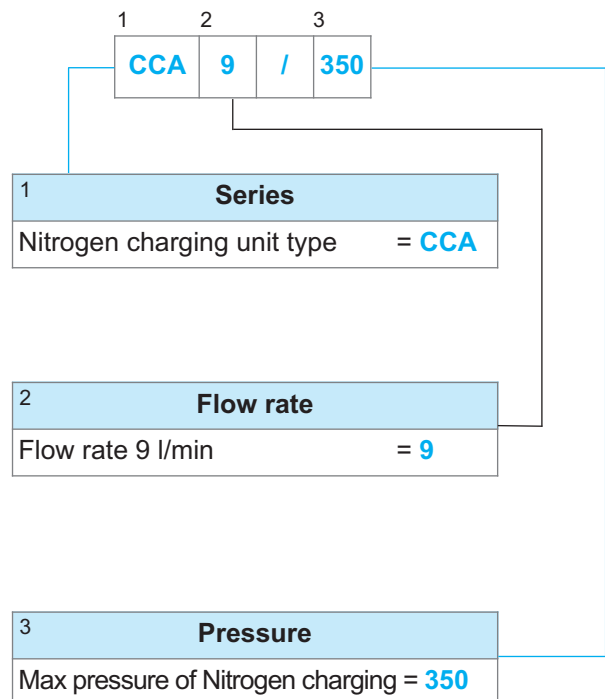 1 2 3
CCA 9 / 350
1 Series
Nitrogen charging unit type = CCA
2 Flow rate
Flow rate 9 l/min = 9
3 Pressure
Max pressure of Nitrogen charging = 350